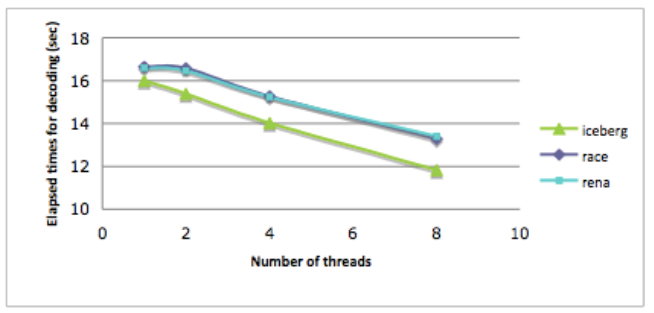 Elapsed times for decoding (sec)
18
16
14
12
10
0 2 4 6 8 10
Number of threads
iceberg
race
rena